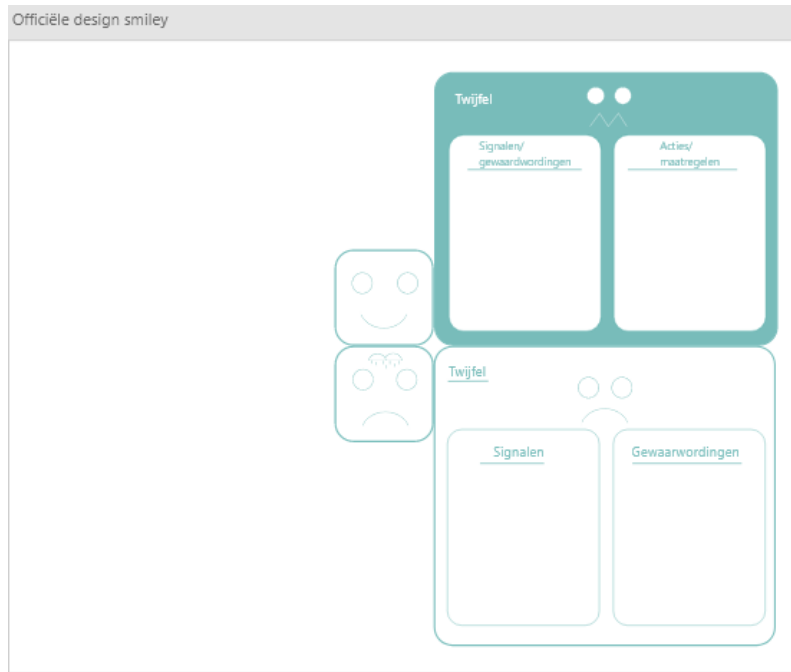 Officiële design smiley
Twijfel
Signalen/
gewaardwordingen
Acties/
maatregelen
Twijfel
Signalen
Gewaarwordingen